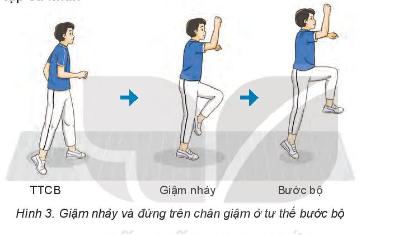 TTCB
Giậm nhảy
Bước bộ
Hình 3. Giậm nhảy và đứng trên chân giậm ở tư thế bước bộ